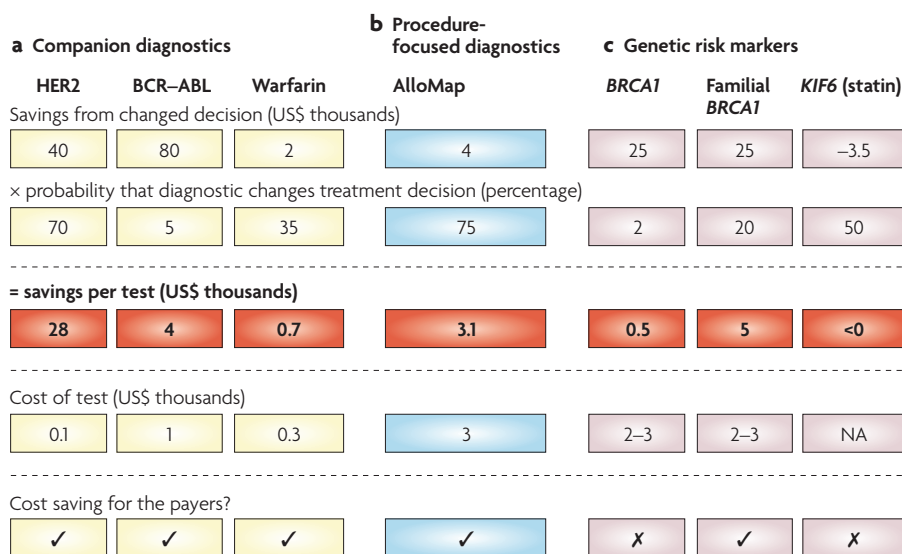 a Companion diagnostics
b Procedure-
focused diagnostics
c Genetic risk markers
HER2 BCR–ABL Warfarin AlloMap BRCA1 Familial BRCA1 KIF6 (statin)
Savings from changed decision (US$ thousands)
40 80 2 4 25 25 –3.5
× probability that diagnostic changes treatment decision (percentage)
70 5 35 75 2 20 50
= savings per test (US$ thousands)
28 4 0.7 3.1 0.5 5 <0
Cost of test (US$ thousands)
0.1 1 0.3 3 2–3 2–3 NA
Cost saving for the payers?
✓ ✓ ✓ ✓ ✗ ✓ ✗